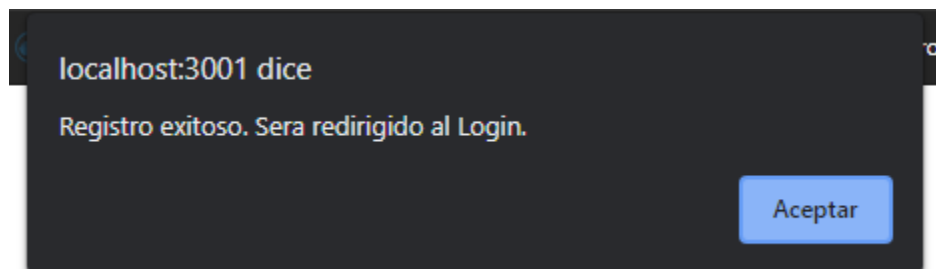 localhost:3001 dice
Registro exitoso. Sera redirigido al Login.
Aceptar